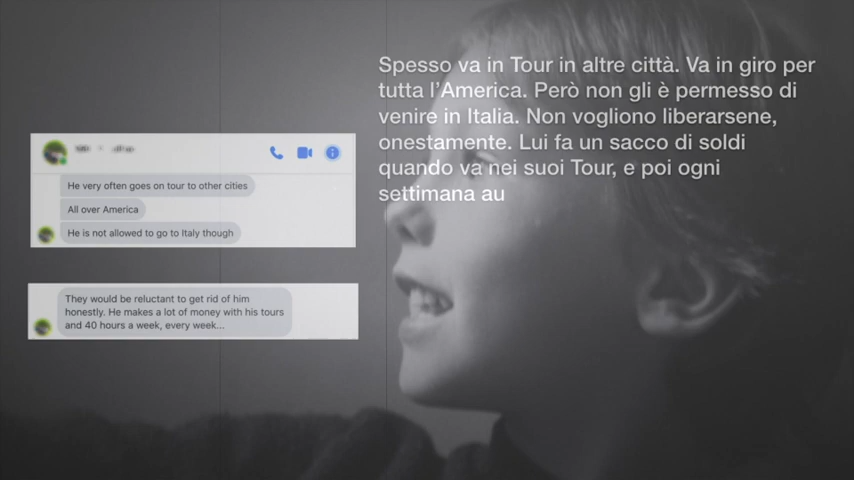 Spesso va in Tour in altre città. Va in giro per
tutta l'America. Però non gli è permesso di
venire in Italia. Non vogliono liberarsene,
onestamente. Lui fa un sacco di soldi
quando va nei suoi Tour, e poi ogni
settimana au
He very often goes on tour to other cities
All over America
He is not allowed to go to Italy though
They would be reluctant to get rid of him
honestly. He makes a lot of money with his tours
and 40 hours a week, every week...